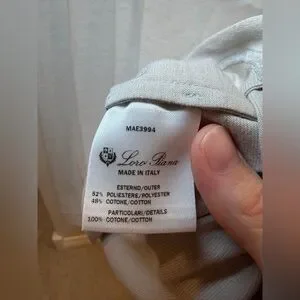 MAE3994
Loro Piana
MADE IN ITALY
ESTERNO/OUTER
52% POLIESTERE/POLYESTER
48% COTONE/COTTON
PARTICOLARI/DETAILS
100% COTONE/COTTON